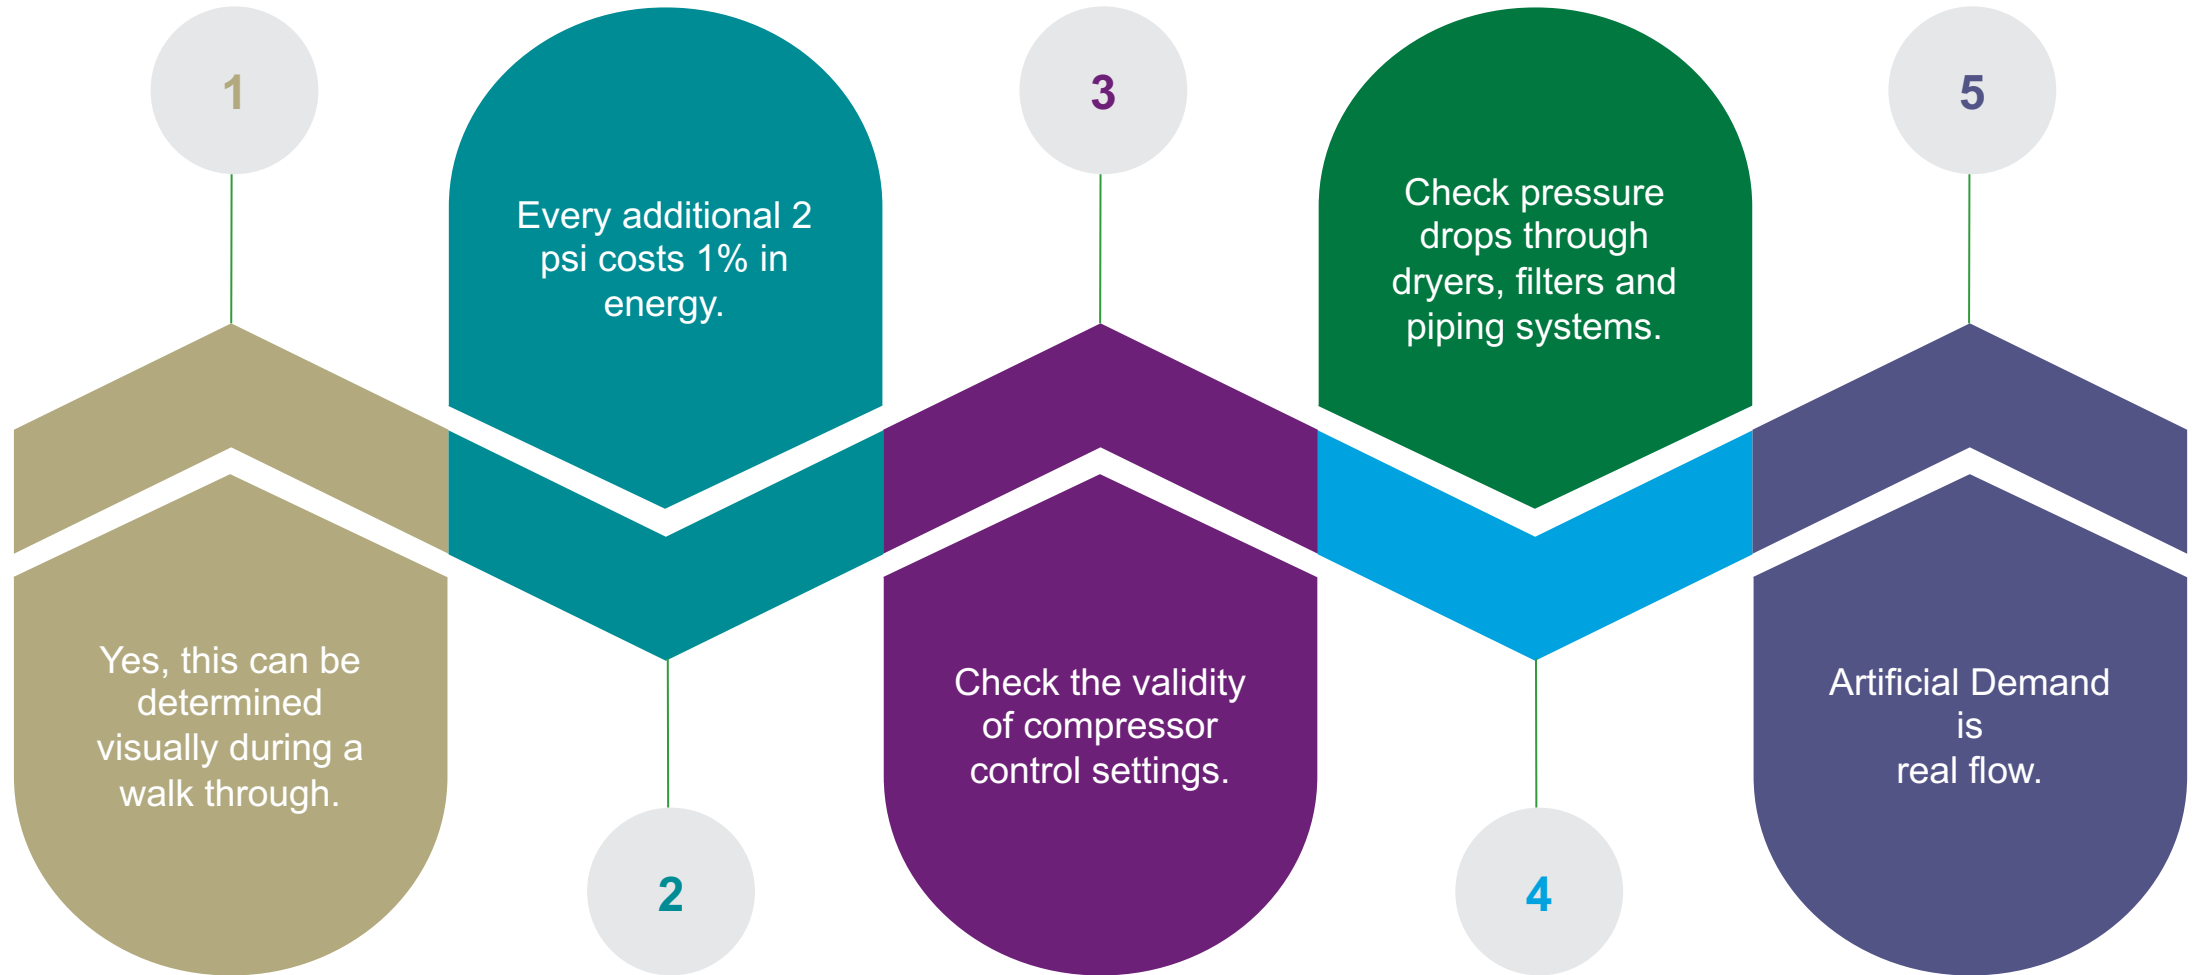 1
Yes, this can be
determined
visually during a
walk through.
Every additional 2
psi costs 1% in
energy.
2
3
Check the validity
of compressor
control settings.
Check pressure
drops through
dryers, filters and
piping systems.
4
5
Artificial Demand
is
real flow.